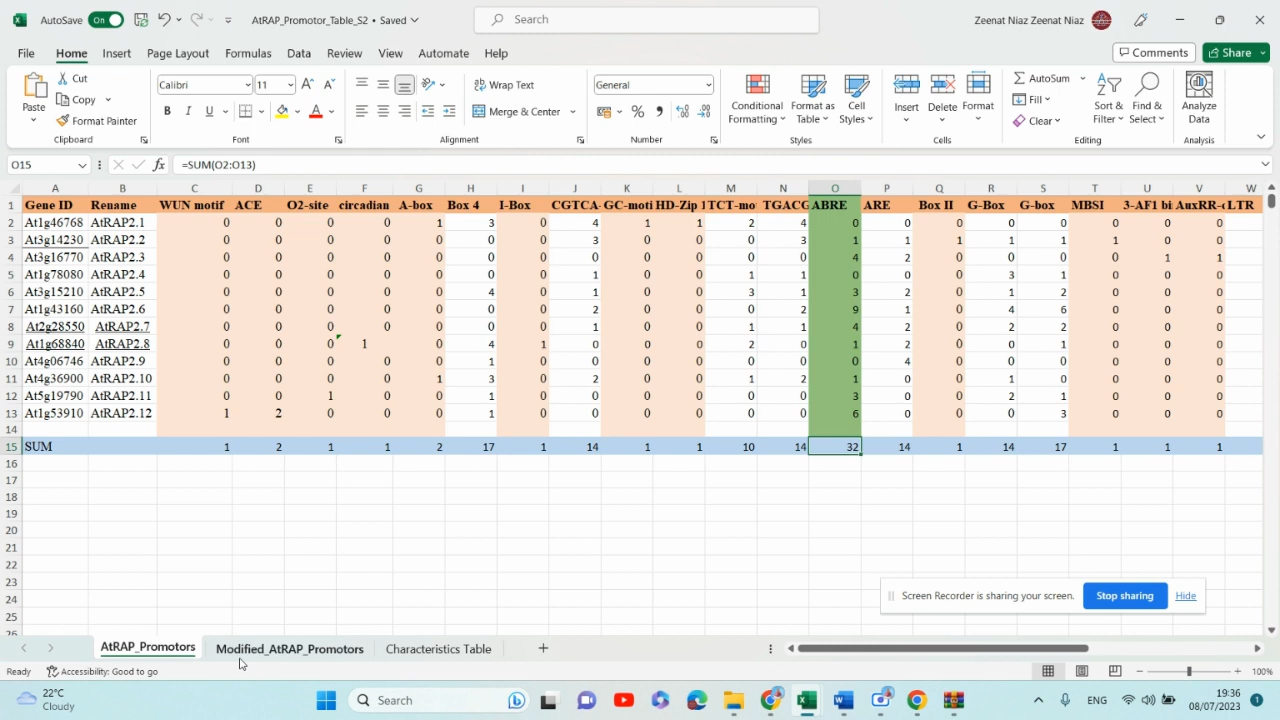 AutoSave On AtRAP_Promotor_Table_S2 • Saved Search Zeenat Niaz Zeenat Niaz
File Home Insert Page Layout Formulas Data Review View Automate Help Comments Share
Paste Cut Copy Format Painter Clipboard
Calibri 11 B I U Font
Wrap Text Merge & Center Alignment
General % Number
Conditional Formatting Format as Table Cell Styles Styles
Insert Delete Format Cells
AutoSum Fill Clear Sort & Filter Find & Select Editing
Analyze Data Analysis
O15 fx =SUM(O2:O13)
A B C D E F G H I J K L M N O P Q R S T U V W
1 Gene ID Rename WUN motif ACE O2-site circadian A-box Box 4 I-Box CGTCA- GC-moti HD-Zip 1 TCT-mo TGACG ABRE ARE Box II G-Box G-box MBSI 3-AF1 bi AuxRR-c LTR
2 At1g46768 AtRAP2.1 0 0 0 0 1 3 0 4 1 1 2 4 0 0 0 0 0 0 0 0
3 At3g14230 AtRAP2.2 0 0 0 0 0 0 0 3 0 0 0 3 1 1 1 1 1 1 0 0
4 At3g16770 AtRAP2.3 0 0 0 0 0 0 0 0 0 0 0 0 4 2 0 0 0 0 1 1
5 At1g78080 AtRAP2.4 0 0 0 0 0 0 0 1 0 0 1 1 0 0 0 3 1 0 0 0
6 At3g15210 AtRAP2.5 0 0 0 0 0 4 0 1 0 0 3 1 3 2 0 1 2 0 0 0
7 At1g43160 AtRAP2.6 0 0 0 0 0 0 0 2 0 0 0 2 9 1 0 4 6 0 0 0
8 At2g28550 AtRAP2.7 0 0 0 0 0 0 0 1 0 0 1 1 4 2 0 2 2 0 0 0
9 At1g68840 AtRAP2.8 0 0 0 1 0 4 1 0 0 0 2 0 1 2 0 0 1 0 0 0
10 At4g06746 AtRAP2.9 0 0 0 0 0 1 0 0 0 0 0 0 0 4 0 0 0 0 0 0
11 At4g36900 AtRAP2.10 0 0 0 0 1 3 0 2 0 0 1 2 1 0 0 1 0 0 0 0
12 At5g19790 AtRAP2.11 0 0 1 0 0 1 0 0 0 0 0 0 3 0 0 2 1 0 0 0
13 At1g53910 AtRAP2.12 1 2 0 0 0 1 0 0 0 0 0 0 6 0 0 0 3 0 0 0
14
15 SUM 1 2 1 1 2 17 1 14 1 1 10 14 32 14 1 14 17 1 1 1
16
17
18
19
20
21
22
23
24
25
26
Screen Recorder is sharing your screen. Stop sharing Hide
AtRAP_Promotors Modified_AtRAP_Promotors Characteristics Table
Ready Accessibility: Good to go 100%
22°C
Cloudy
Search
ENG
19:36
08/07/2023
1